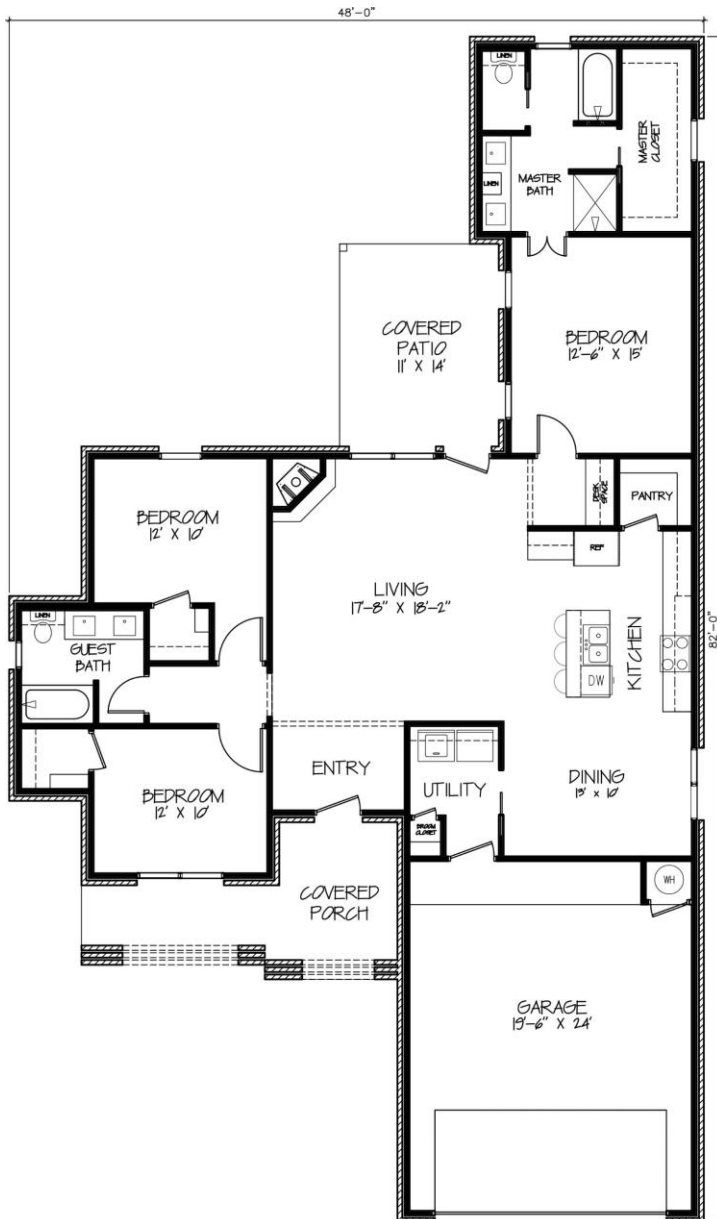 48'-0"
LINEN
MASTER
CLOSET
LINEN
MASTER
BATH
COVERED
PATIO
11' X 14'
BEDROOM
12'-6" X 15'
BEDROOM
12' X 10'
DESK
SPACE
PANTRY
REF
LIVING
17'-8" X 18'-2"
LINEN
GUEST
BATH
KITCHEN
DW
82'-0"
ENTRY
UTILITY
DINING
13' X 10'
BEDROOM
12' X 10'
BROOM
CLOSET
COVERED
PORCH
WH
GARAGE
19'-6" X 24'